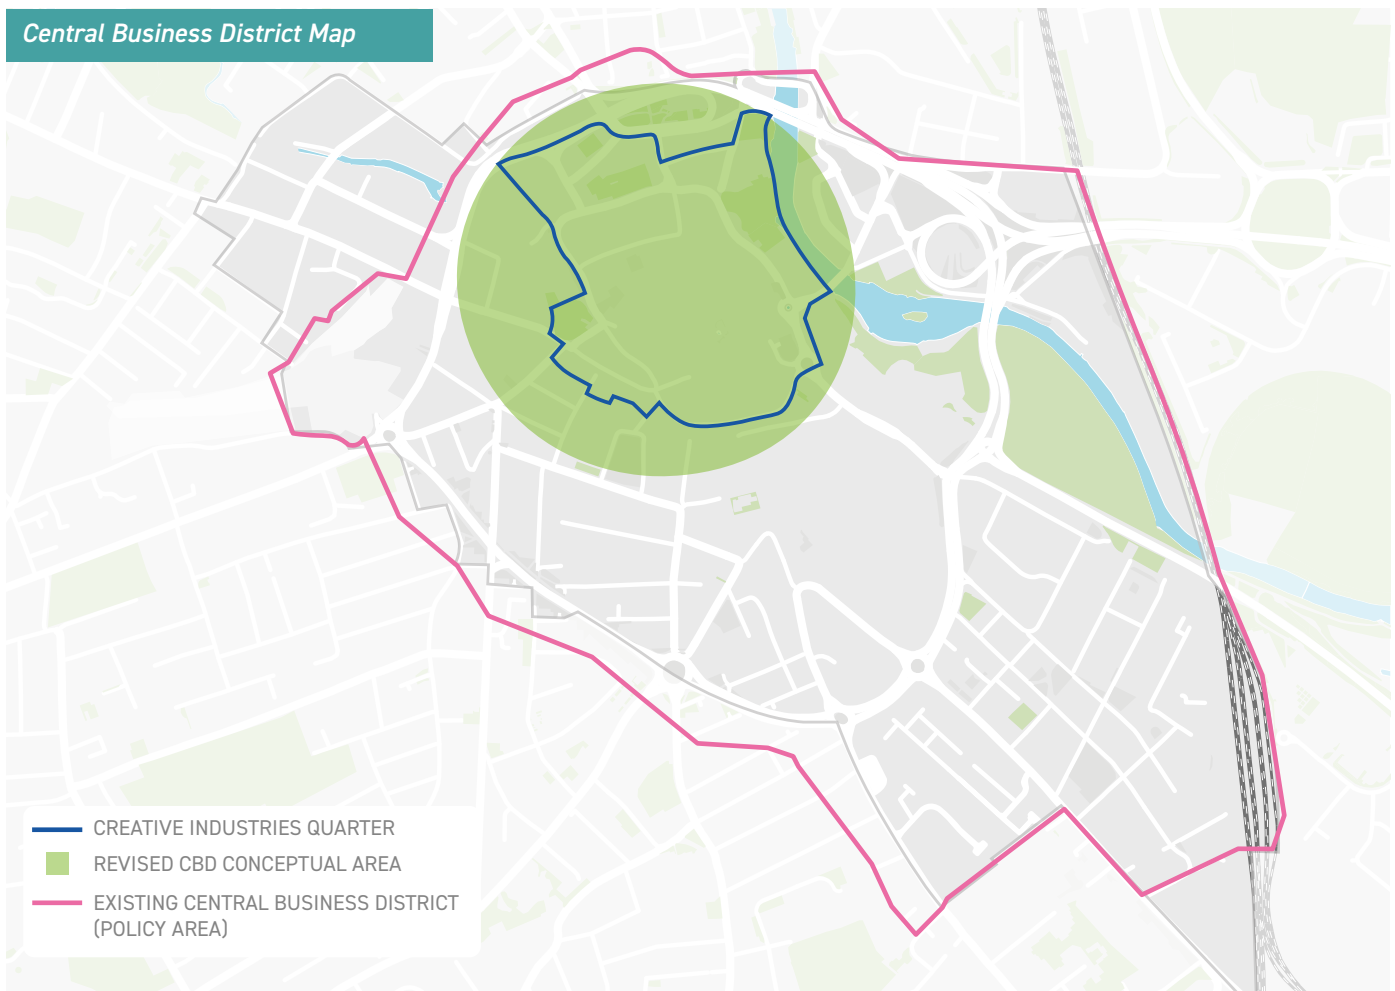 Central Business District Map
CREATIVE INDUSTRIES QUARTER
REVISED CBD CONCEPTUAL AREA
EXISTING CENTRAL BUSINESS DISTRICT
(POLICY AREA)